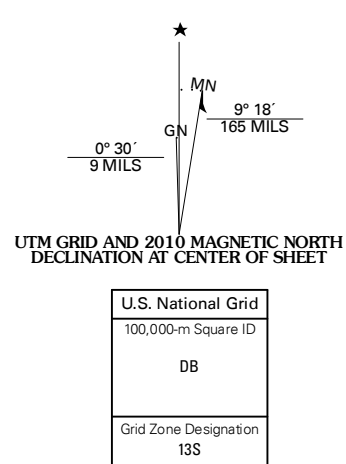 MN
GN
9° 18´
165 MILS
0° 30´
9 MILS
UTM GRID AND 2010 MAGNETIC NORTH
DECLINATION AT CENTER OF SHEET
U.S. National Grid
100,000-m Square ID
DB
Grid Zone Designation
13S